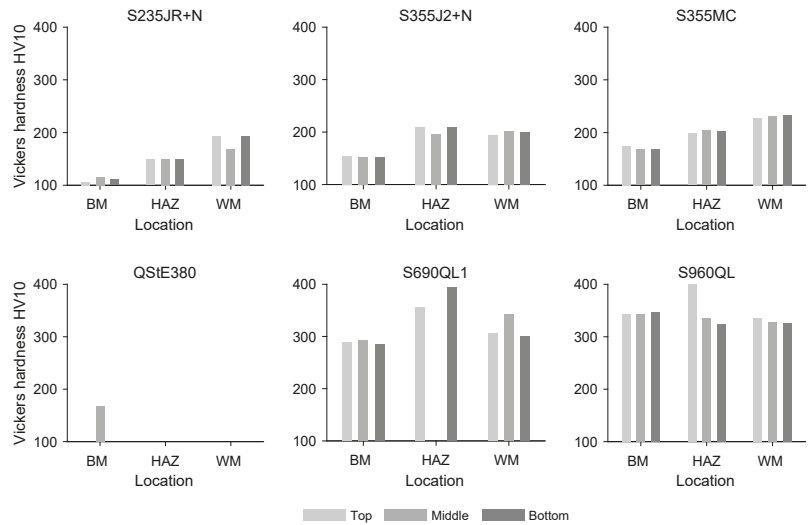 S235JR+N
S355J2+N
S355MC
Vickers hardness HV10
400
300
200
100
BM
HAZ
WM
Location
400
300
200
100
BM
HAZ
WM
Location
400
300
200
100
BM
HAZ
WM
Location
QStE380
S690QL1
S960QL
Vickers hardness HV10
400
300
200
100
BM
HAZ
WM
Location
400
300
200
100
BM
HAZ
WM
Location
400
300
200
100
BM
HAZ
WM
Location
Top
Middle
Bottom